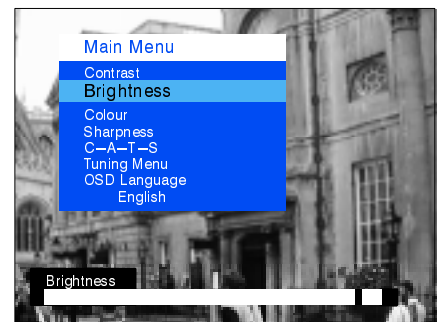 Main Menu
Contrast
Brightness
Colour
Sharpness
C–A–T–S
Tuning Menu
OSD Language
English
Brightness